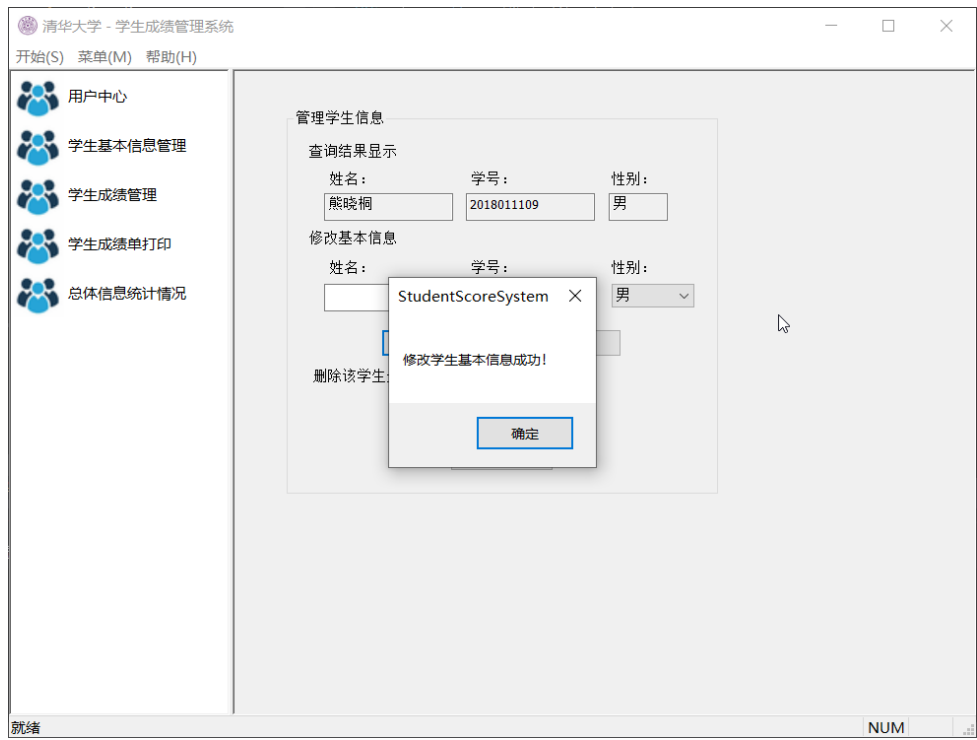 清华大学 - 学生成绩管理系统
开始(S) 菜单(M) 帮助(H)
用户中心
学生基本信息管理
学生成绩管理
学生成绩单打印
总体信息统计情况
管理学生信息
查询结果显示
姓名: 学号: 性别:
熊晓桐 2018011109 男
修改基本信息
姓名: 学号: 性别:
男
删除该学生
StudentScoreSystem
修改学生基本信息成功!
确定
就绪 NUM